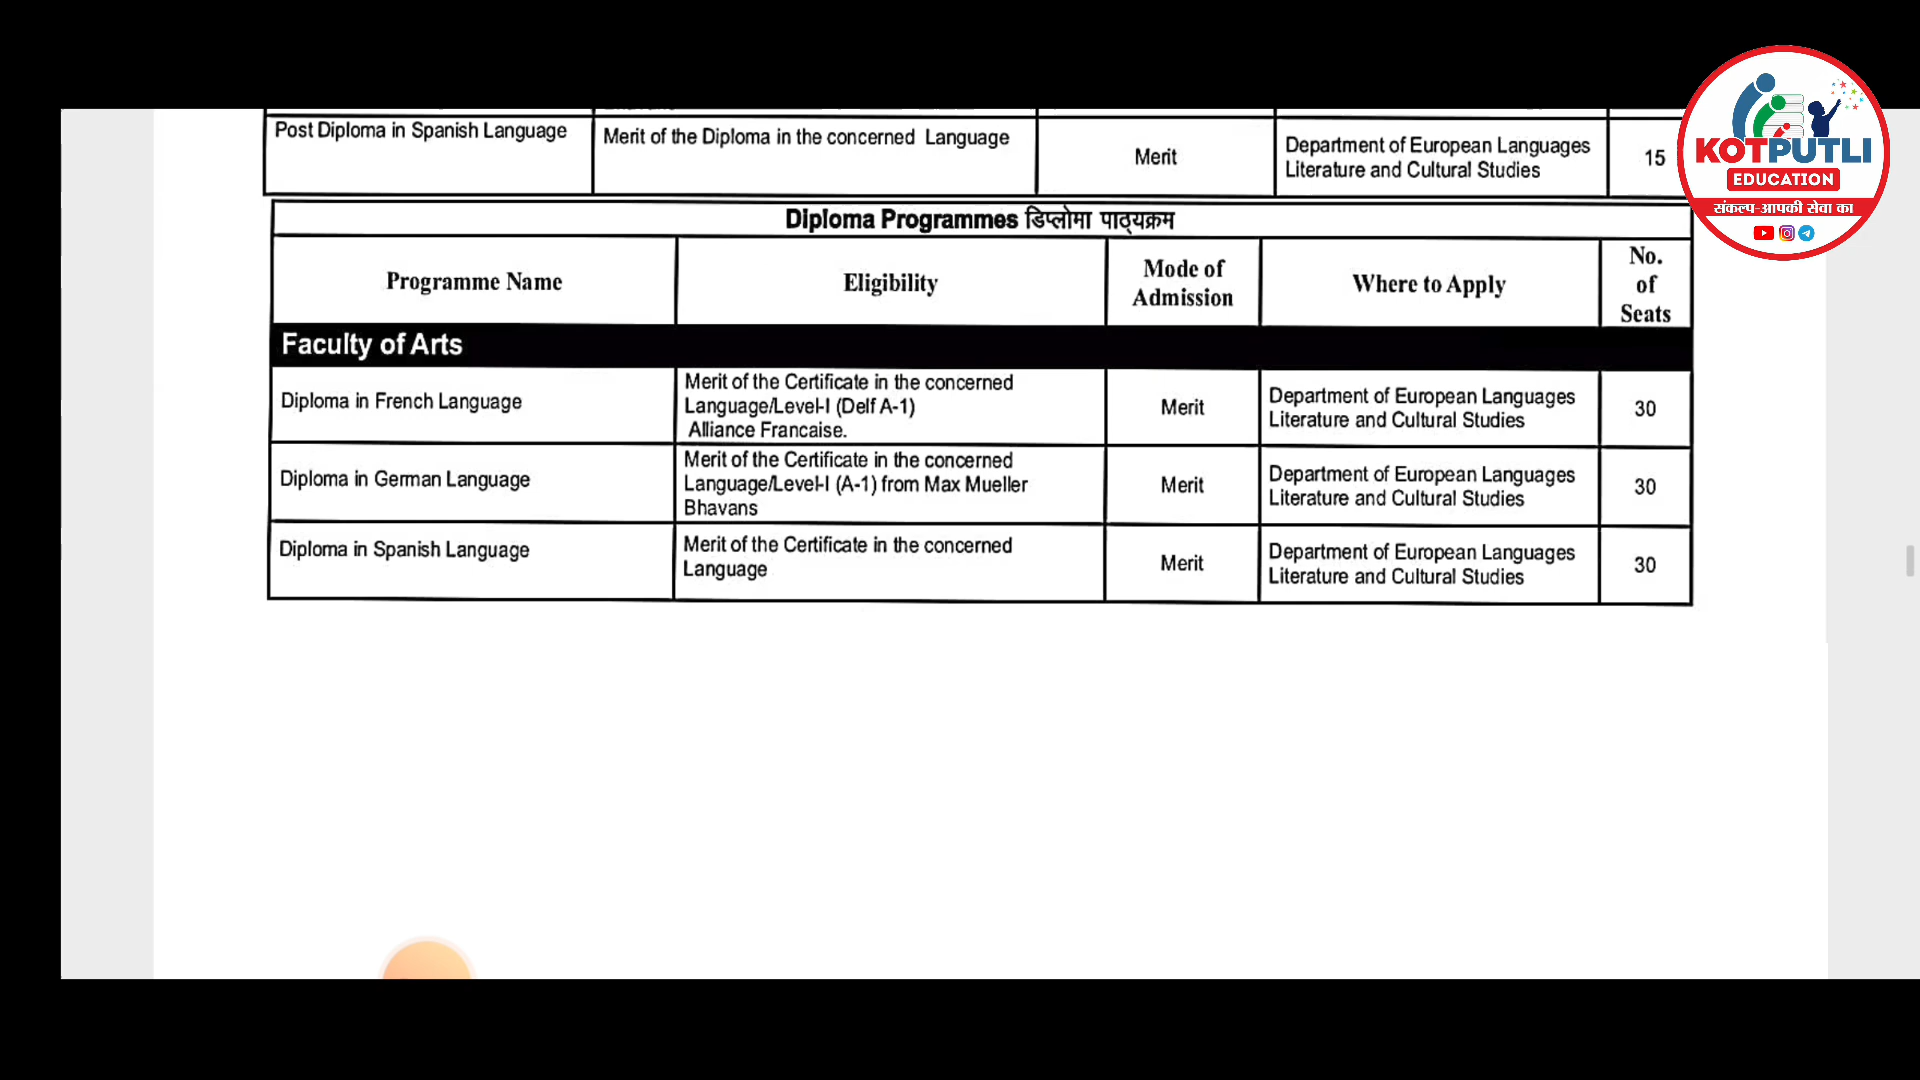 Post Diploma in Spanish Language
Merit of the Diploma in the concerned Language
Merit
Department of European Languages
Literature and Cultural Studies
15
Diploma Programmes डिप्लोमा पाठ्यक्रम
Programme Name
Eligibility
Mode of
Admission
Where to Apply
No.
of
Seats
Faculty of Arts
Diploma in French Language
Merit of the Certificate in the concerned
Language/Level-I (Delf A-1)
Alliance Francaise.
Merit
Department of European Languages
Literature and Cultural Studies
30
Diploma in German Language
Merit of the Certificate in the concerned
Language/Level-I (A-1) from Max Mueller
Bhavans
Merit
Department of European Languages
Literature and Cultural Studies
30
Diploma in Spanish Language
Merit of the Certificate in the concerned
Language
Merit
Department of European Languages
Literature and Cultural Studies
30
KOTPUTLI
EDUCATION
संकल्प-आपकी सेवा का